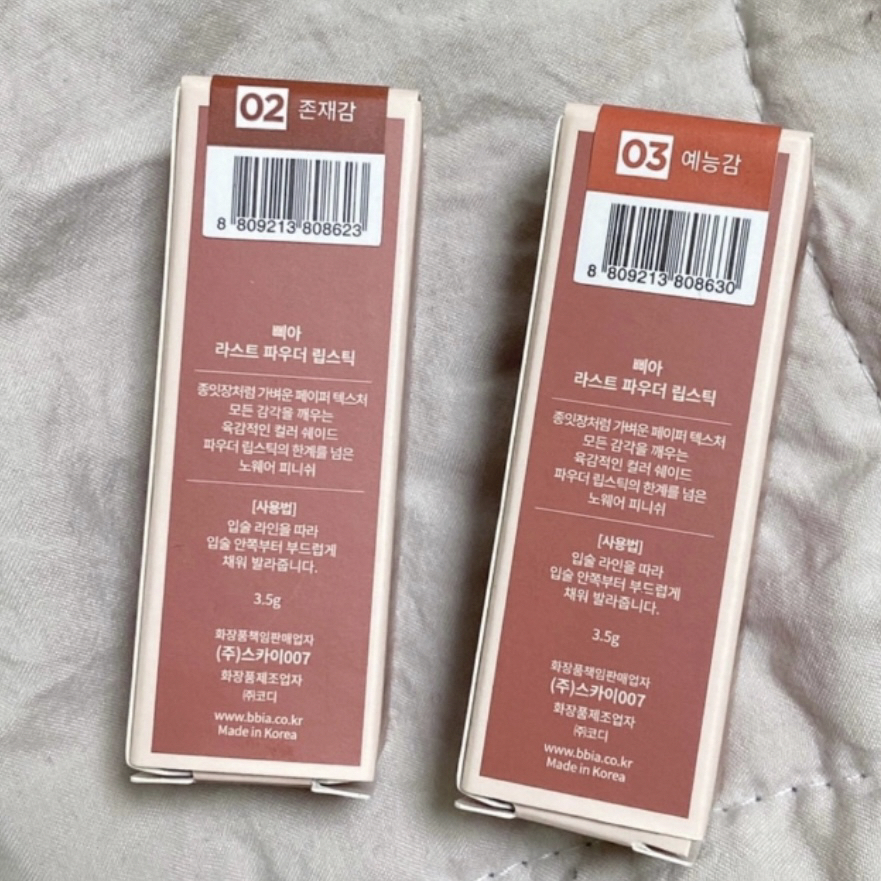 02 존재감
8 809213 808623
삐아
라스트 파우더 립스틱
종잇장처럼 가벼운 페이퍼 텍스처
모든 감각을 깨우는
육감적인 컬러 쉐이드
파우더 립스틱의 한계를 넘은
노웨어 피니쉬
[사용법]
입술 라인을 따라
입술 안쪽부터 부드럽게
채워 발라줍니다.
3.5g
화장품책임판매업자
(주)스카이007
화장품제조업자
㈜코디
www.bbia.co.kr
Made in Korea
03 예능감
8 809213 808630
삐아
라스트 파우더 립스틱
종잇장처럼 가벼운 페이퍼 텍스처
모든 감각을 깨우는
육감적인 컬러 쉐이드
파우더 립스틱의 한계를 넘은
노웨어 피니쉬
[사용법]
입술 라인을 따라
입술 안쪽부터 부드럽게
채워 발라줍니다.
3.5g
화장품책임판매업자
(주)스카이007
화장품제조업자
㈜코디
www.bbia.co.kr
Made in Korea